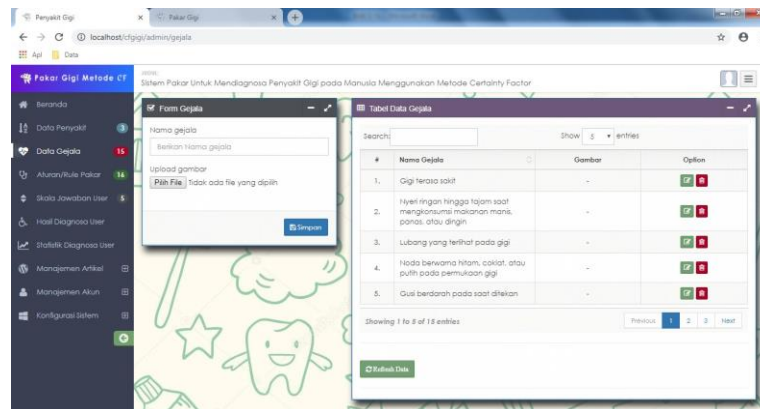 Penyakit Gigi
Pakar Gigi
localhost/cfgigi/admin/gejala
Apl
Data
Pakar Gigi Metode CF
Sistem Pakar Untuk Mendiagnosa Penyakit Gigi pada Manusia Menggunakan Metode Certainty Factor
Beranda
Data Penyakit 3
Data Gejala 15
Aturan/Rule Pakar 16
Skala Jawaban User 5
Hasil Diagnosa User
Statistik Diagnosa User
Manajemen Artikel
Manajemen Akun
Konfigurasi Sistem
Form Gejala
Nama gejala
Berikan Nama gejala
Upload gambar
Pilih File Tidak ada file yang dipilih
Simpan
Tabel Data Gejala
Search:
Show 5 entries
# Nama Gejala Gambar Option
1. Gigi terasa sakit -
2. Nyeri ringan hingga tajam saat
mengkonsumsi makanan manis,
panas, atau dingin -
3. Lubang yang terlihat pada gigi -
4. Noda berwarna hitam, coklat, atau
putih pada permukaan gigi -
5. Gusi berdarah pada saat ditekan -
Showing 1 to 5 of 15 entries
Previous 1 2 3 Next
Refresh Data